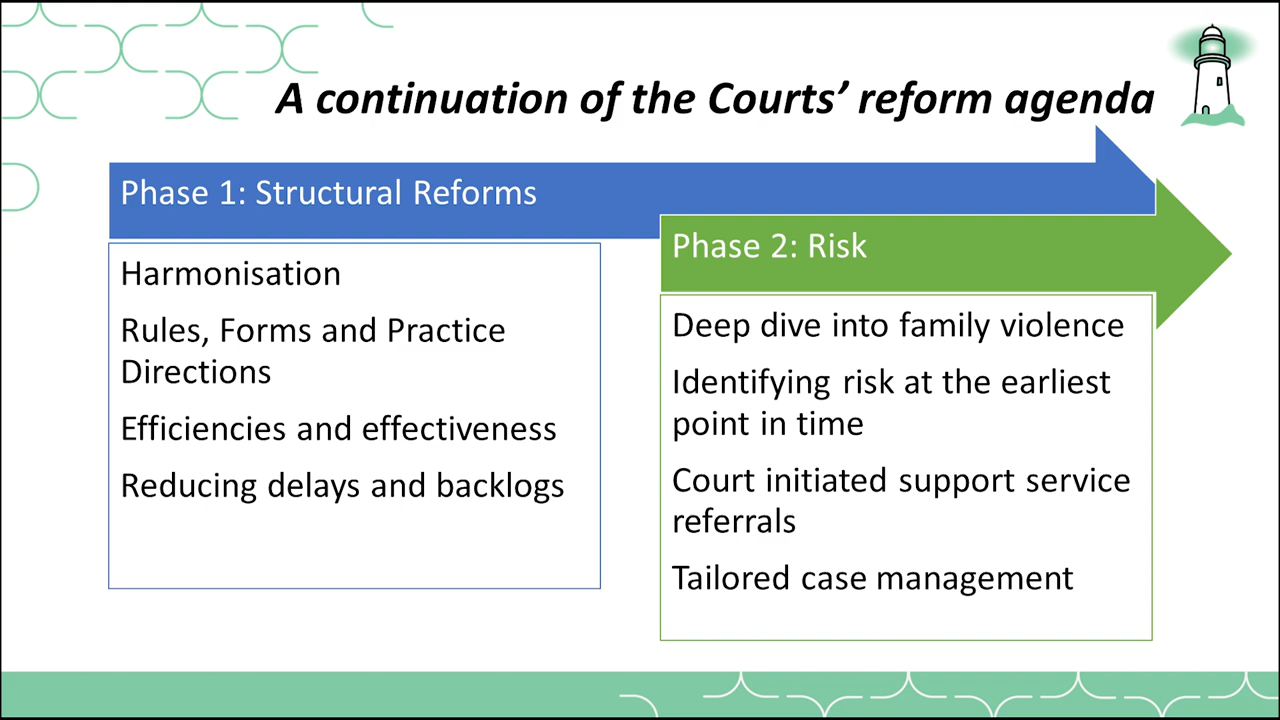 A continuation of the Courts’ reform agenda
Phase 1: Structural Reforms
Harmonisation
Rules, Forms and Practice
Directions
Efficiencies and effectiveness
Reducing delays and backlogs
Phase 2: Risk
Deep dive into family violence
Identifying risk at the earliest
point in time
Court initiated support service
referrals
Tailored case management